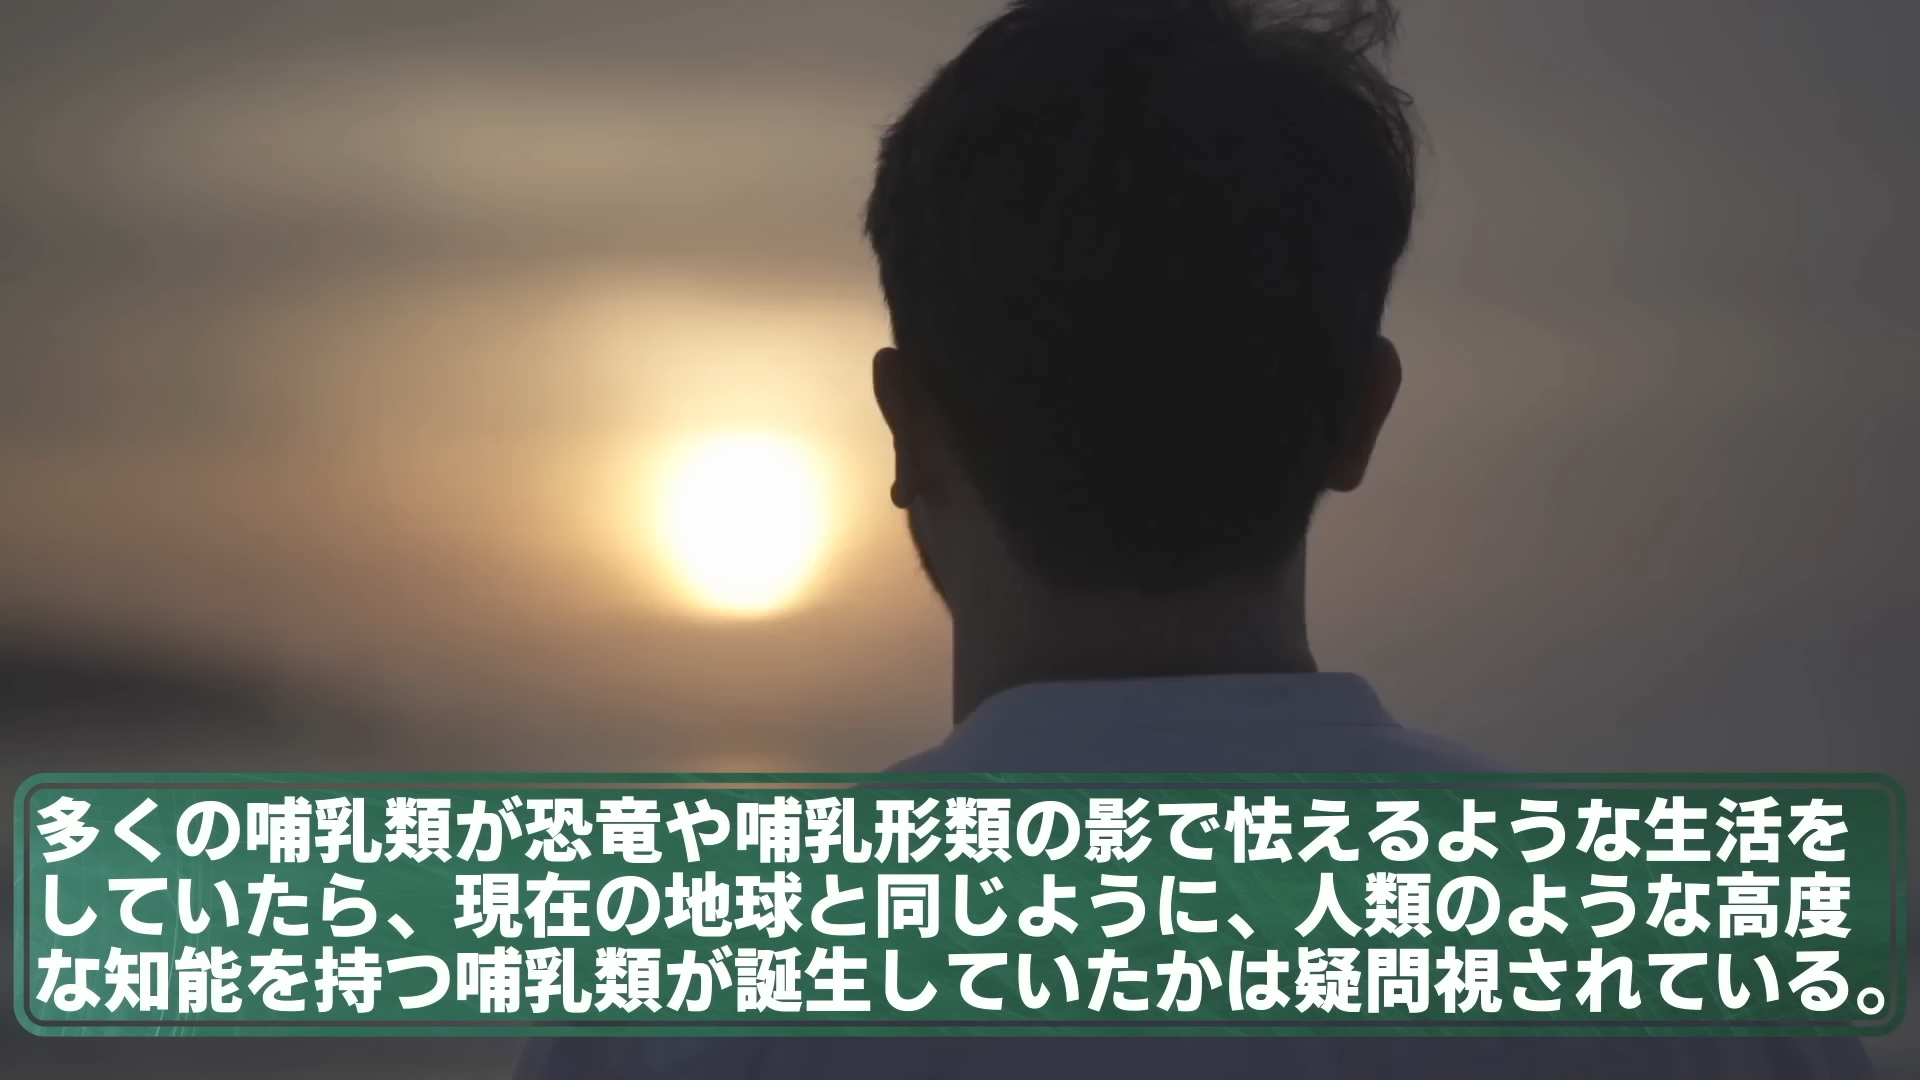 多くの哺乳類が恐竜や哺乳形類の影で怯えるような生活を
していたら、現在の地球と同じように、人類のような高度
な知能を持つ哺乳類が誕生していたかは疑問視されている。